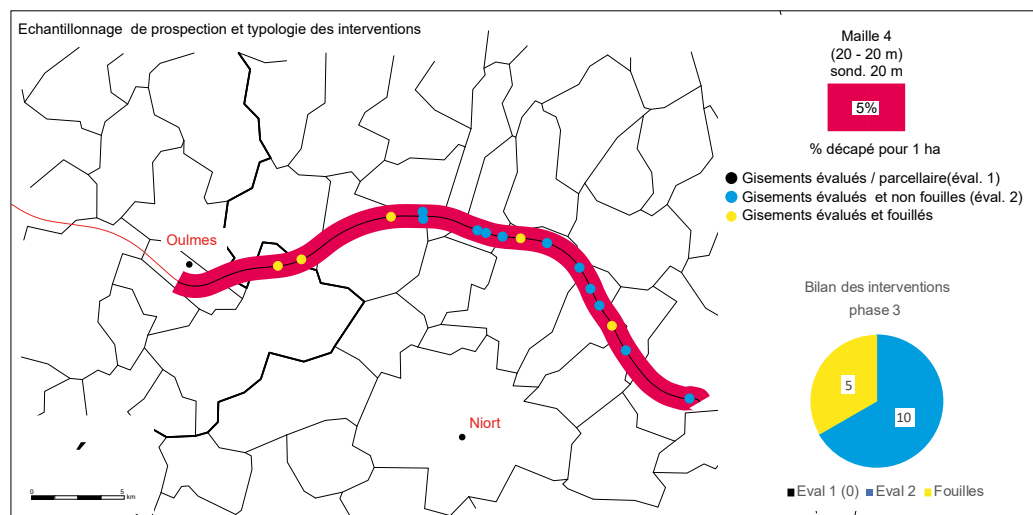 Echantillonnage de prospection et typologie des interventions
Maille 4
(20 - 20 m)
sond. 20 m
5%
% décapé pour 1 ha
Gisements évalués / parcellaire(éval. 1)
Gisements évalués et non fouilles (éval. 2)
Gisements évalués et fouillés
Oulmes
Niort
0 5
km
Bilan des interventions
phase 3
5
10
Eval 1 (0) Eval 2 Fouilles